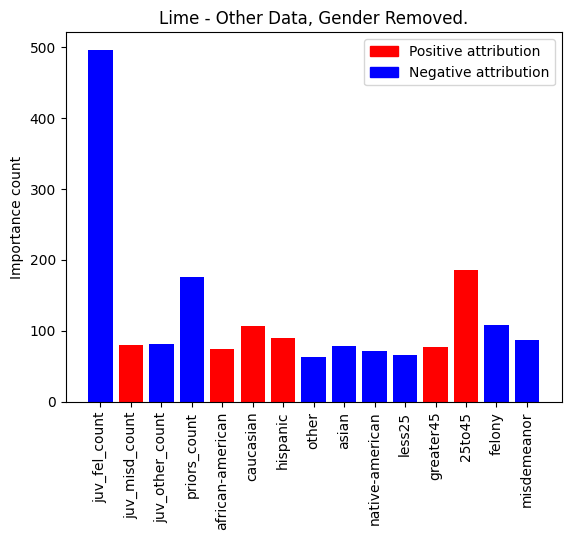 Lime - Other Data, Gender Removed.
Positive attribution
Negative attribution
Importance count
500
400
300
200
100
0
juv_fel_count
juv_misd_count
juv_other_count
priors_count
african-american
caucasian
hispanic
other
asian
native-american
less25
greater45
25to45
felony
misdemeanor